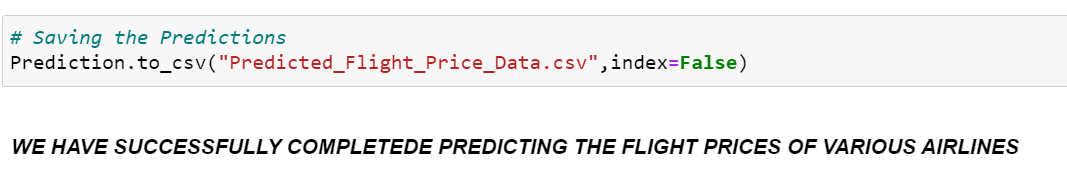 # Saving the Predictions
Prediction.to_csv("Predicted_Flight_Price_Data.csv",index=False)
WE HAVE SUCCESSFULLY COMPLETEDE PREDICTING THE FLIGHT PRICES OF VARIOUS AIRLINES